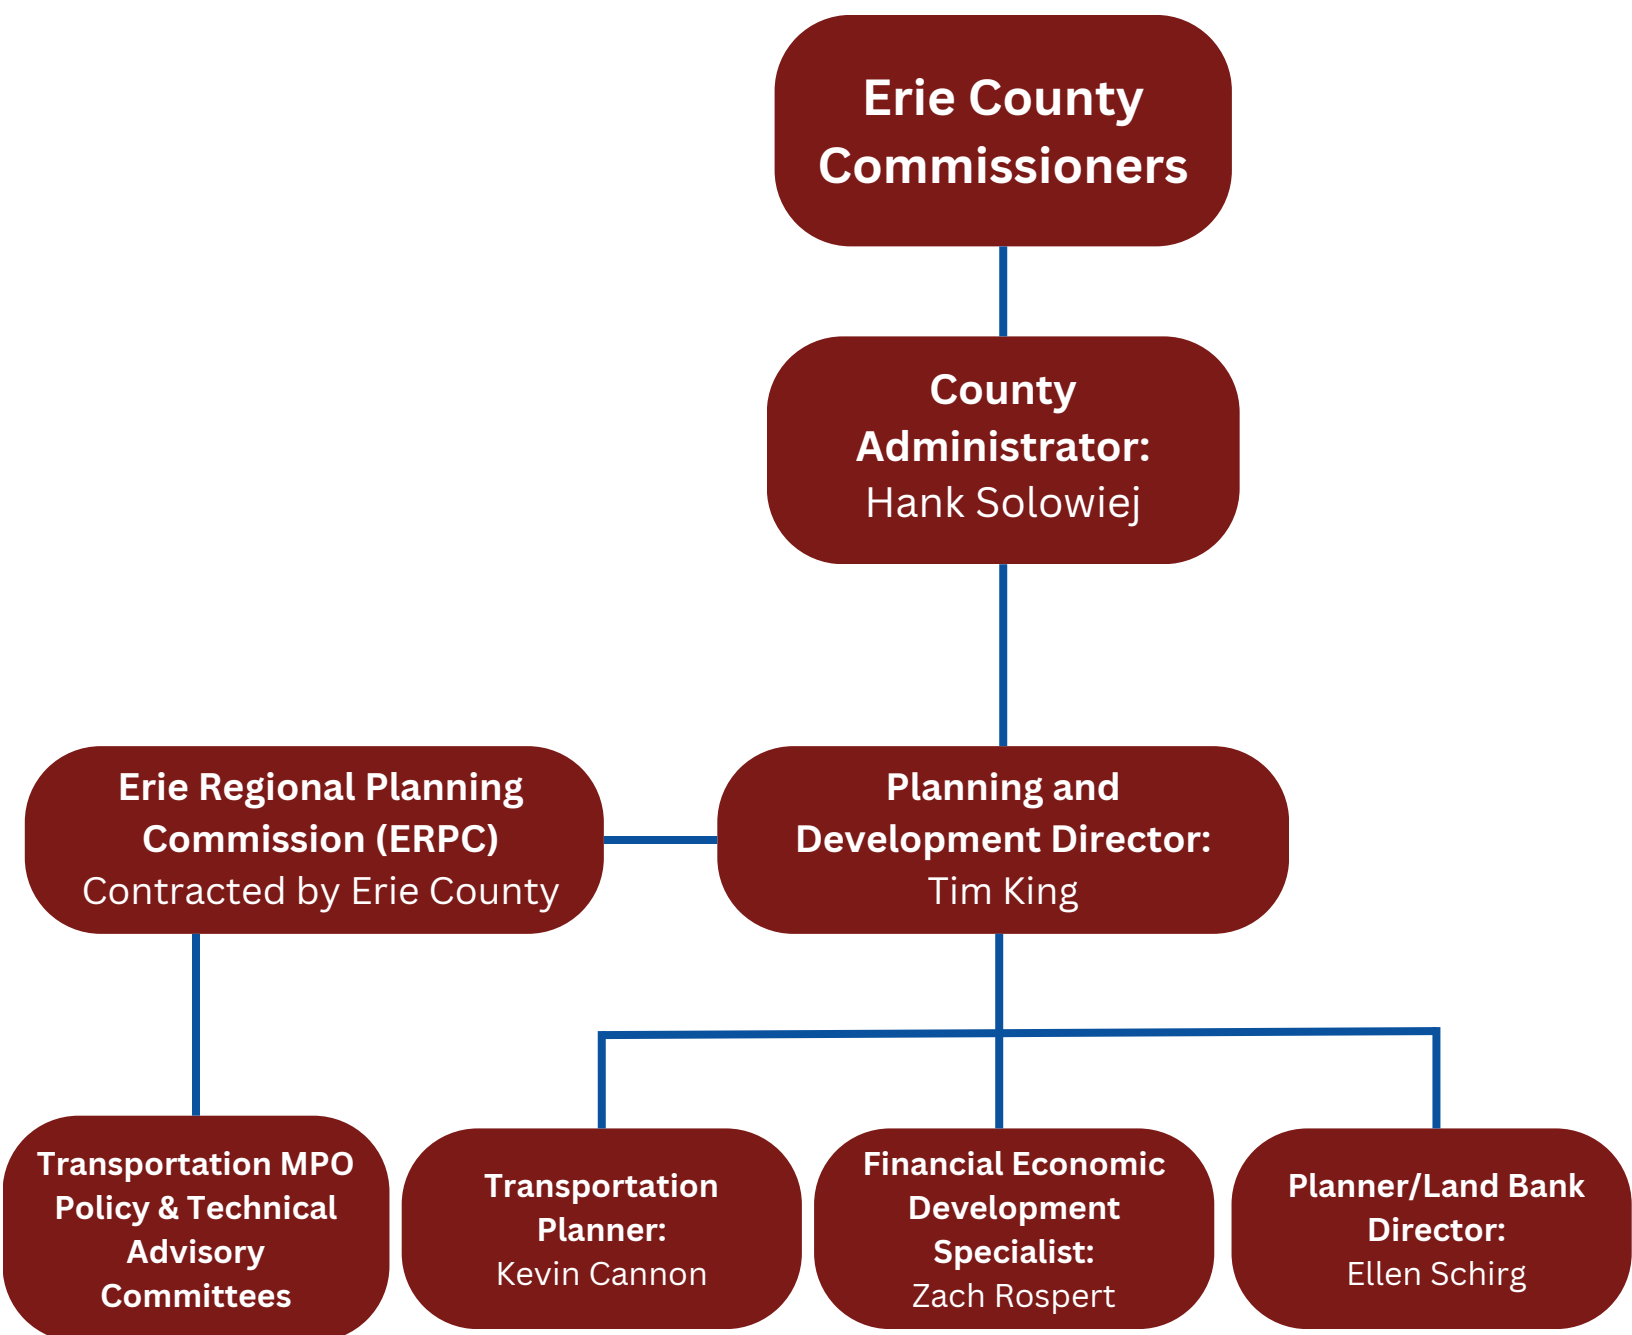 Erie County
Commissioners
County
Administrator:
Hank Solowiej
Erie Regional Planning
Commission (ERPC)
Contracted by Erie County
Planning and
Development Director:
Tim King
Transportation MPO
Policy & Technical
Advisory
Committees
Transportation
Planner:
Kevin Cannon
Financial Economic
Development
Specialist:
Zach Rospert
Planner/Land Bank
Director:
Ellen Schirg